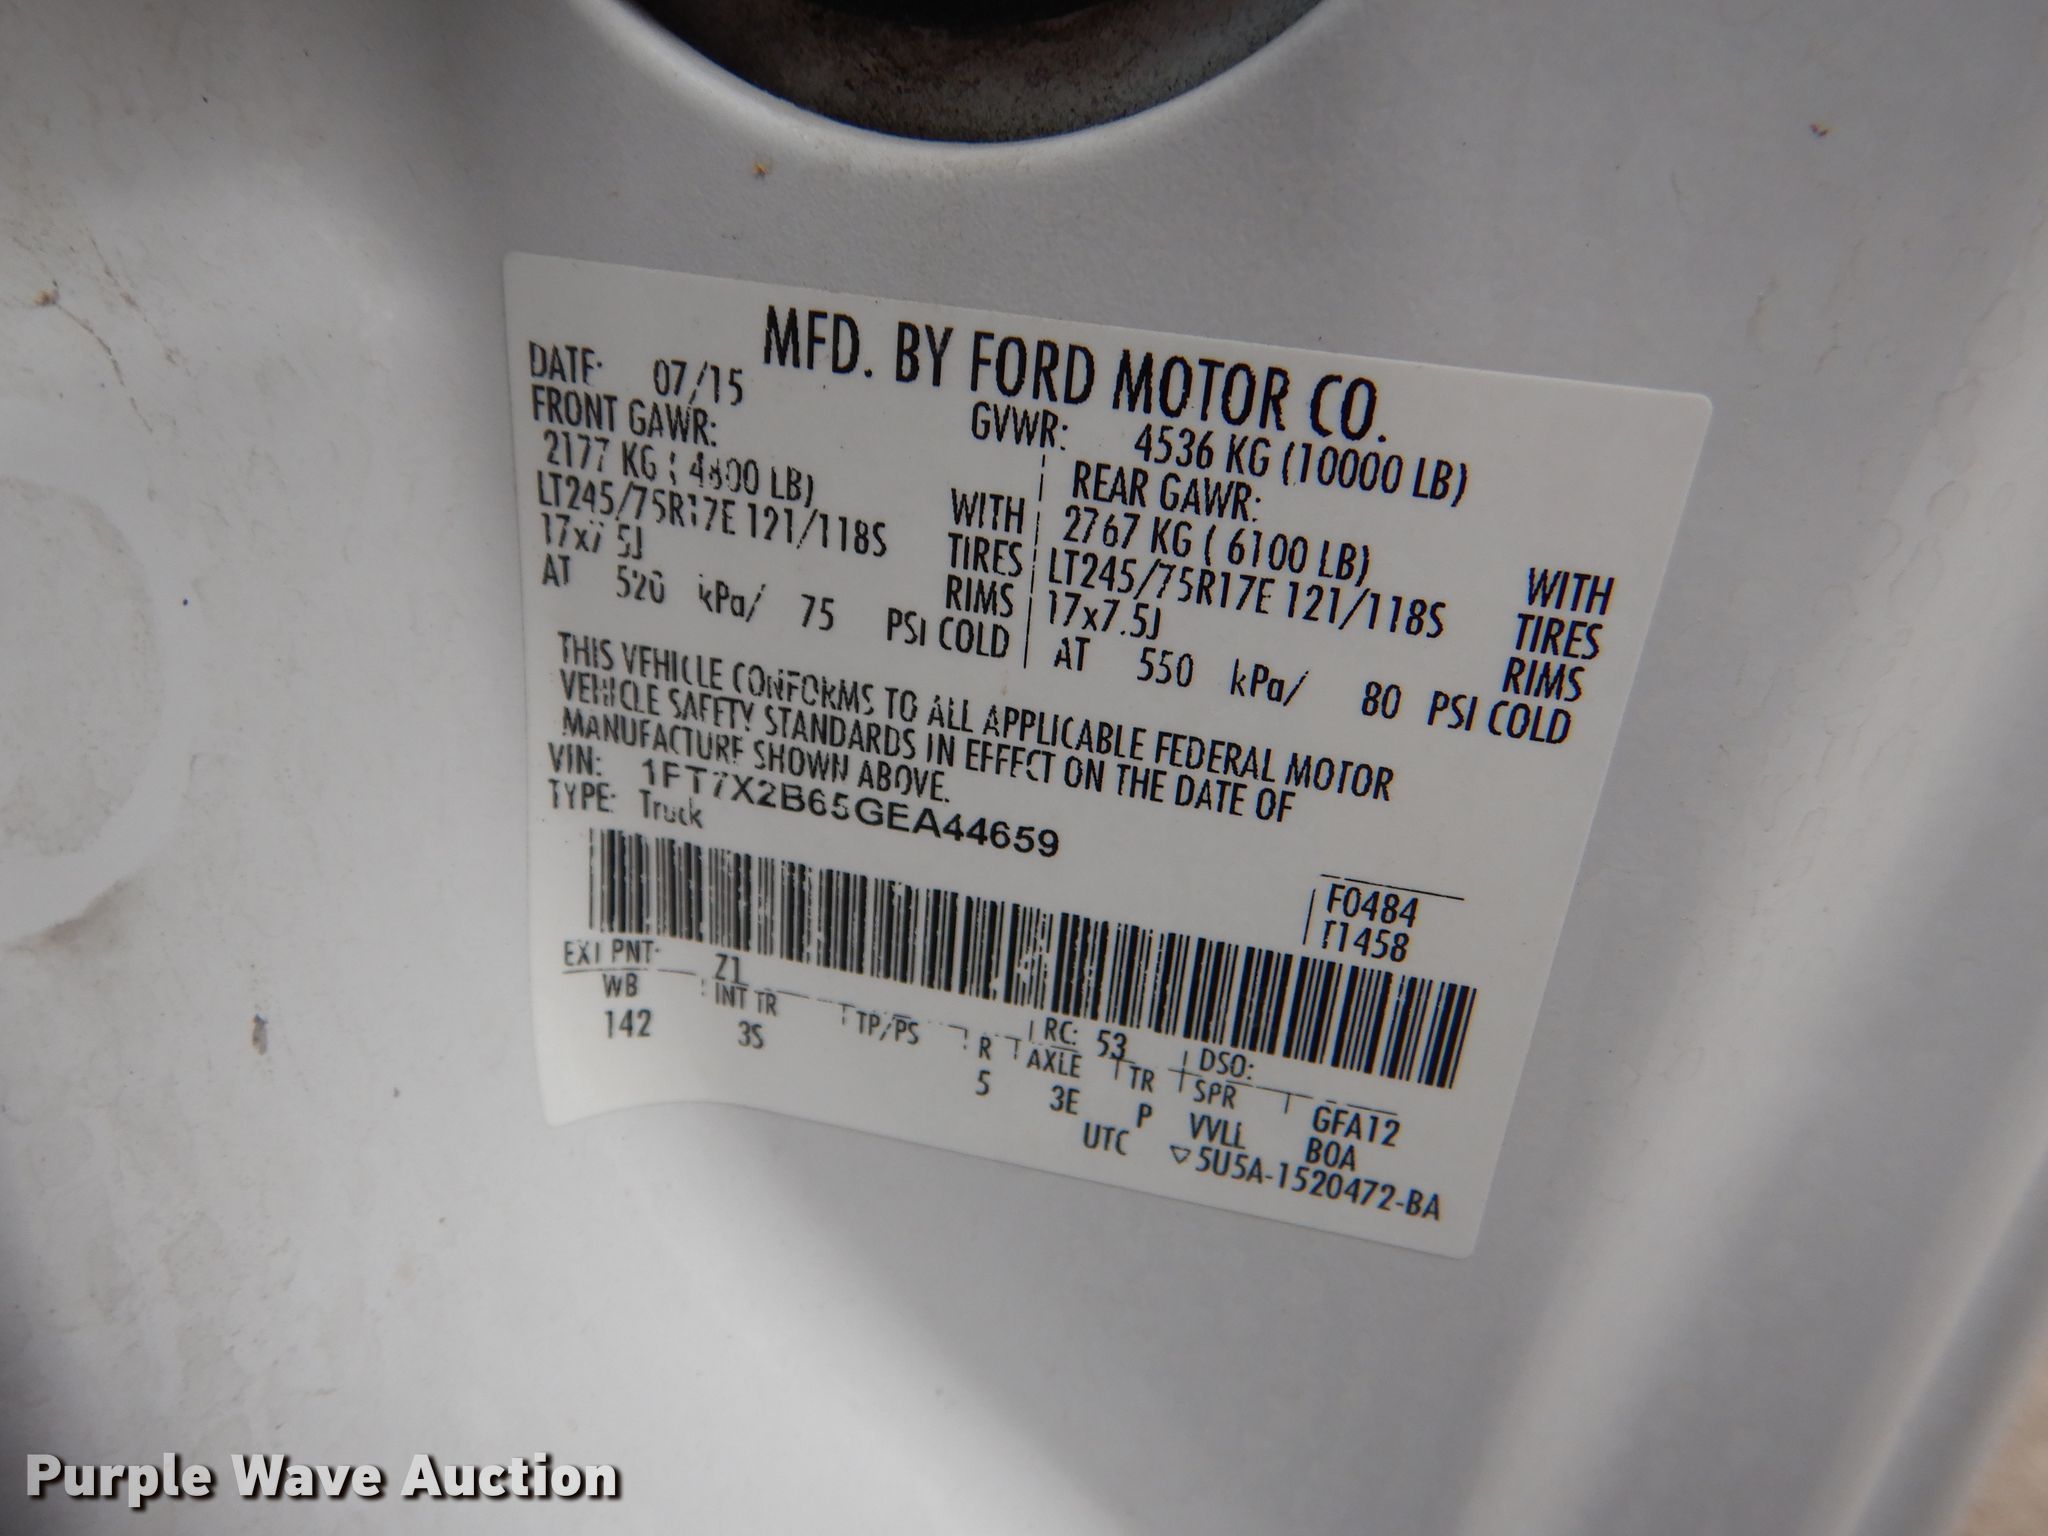 MFD. BY FORD MOTOR CO.
DATE: 07/15 GVWR: 4536 KG (10000 LB)
FRONT GAWR: REAR GAWR:
2177 KG ( 4800 LB) WITH 2767 KG ( 6100 LB) WITH
LT245/75R17E 121/118S TIRES LT245/75R17E 121/118S TIRES
17x7.5J RIMS 17x7.5J RIMS
AT 520 kPa/ 75 PSI COLD AT 550 kPa/ 80 PSI COLD
THIS VEHICLE CONFORMS TO ALL APPLICABLE FEDERAL MOTOR
VEHICLE SAFETY STANDARDS IN EFFECT ON THE DATE OF
MANUFACTURE SHOWN ABOVE.
VIN: 1FT7X2B65GEA44659
TYPE: Truck
F0484
T1458
EXT PNT: Z1 RC: 53 DSO:
WB INT TR TP/PS R AXLE TR SPR GFA12
142 3S 5 3E P VVLL BOA
UTC ▽5U5A-1520472-BA
Purple Wave Auction